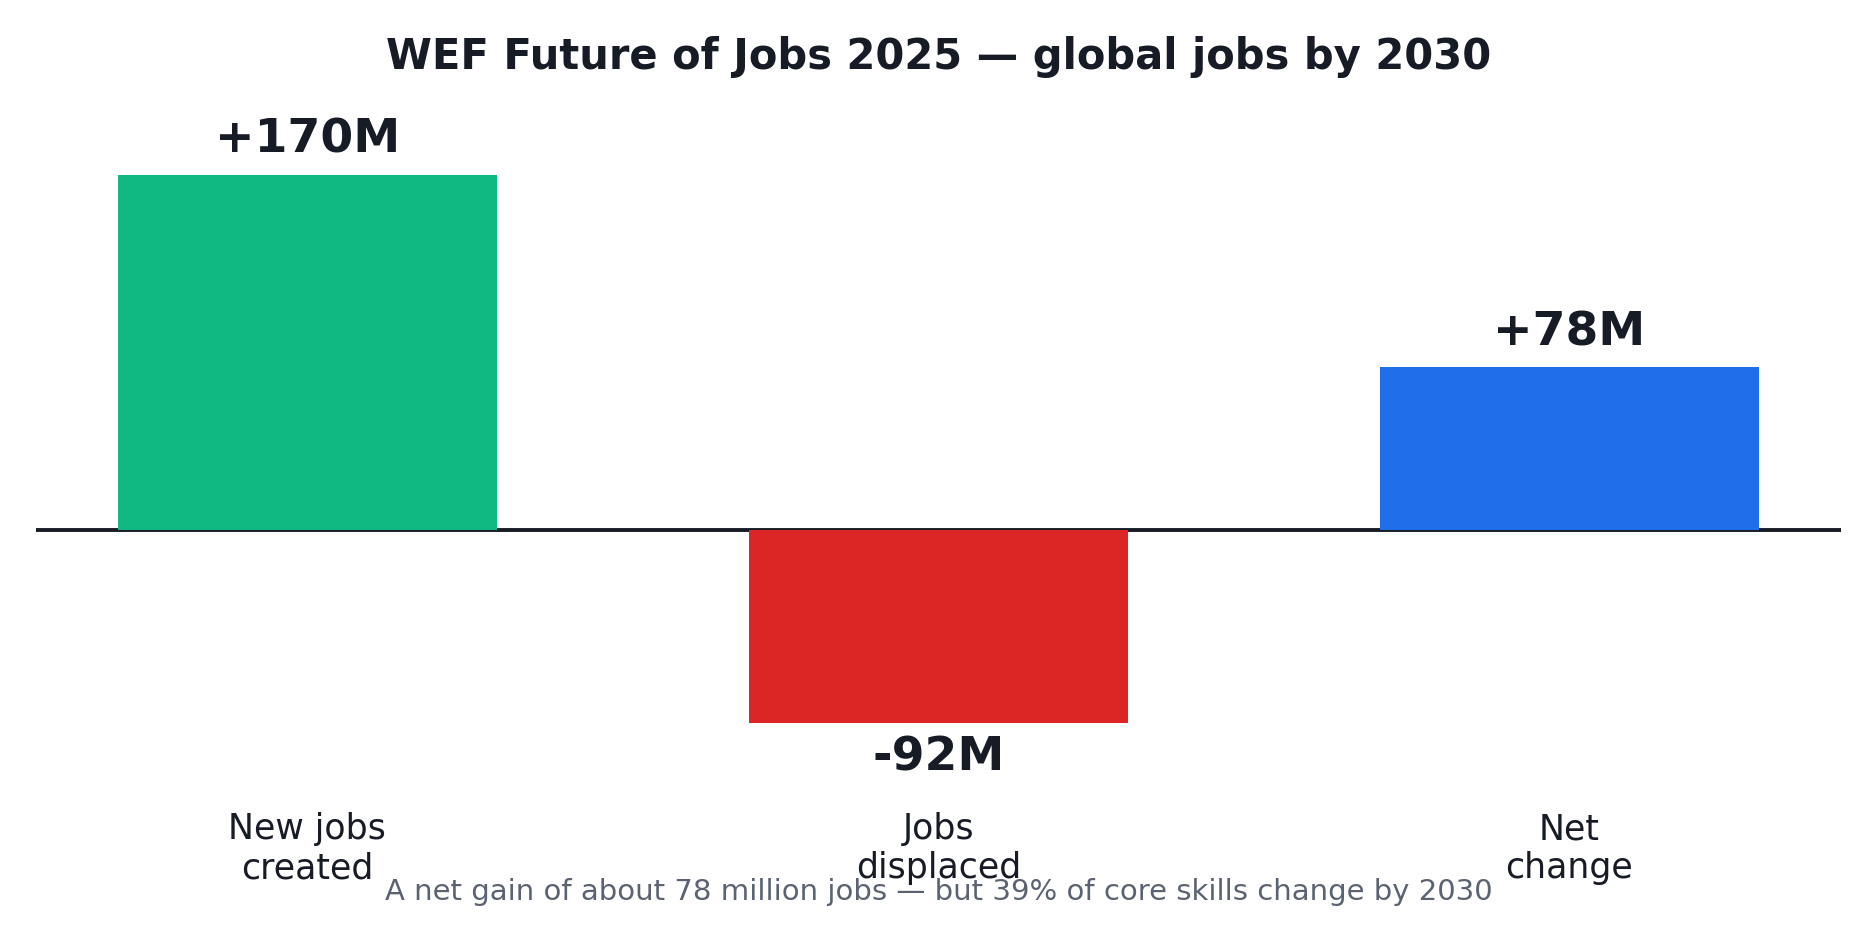 WEF Future of Jobs 2025 — global jobs by 2030
+170M
+78M
-92M
New jobs
created
Jobs
displaced
Net
change
A net gain of about 78 million jobs — but 39% of core skills change by 2030